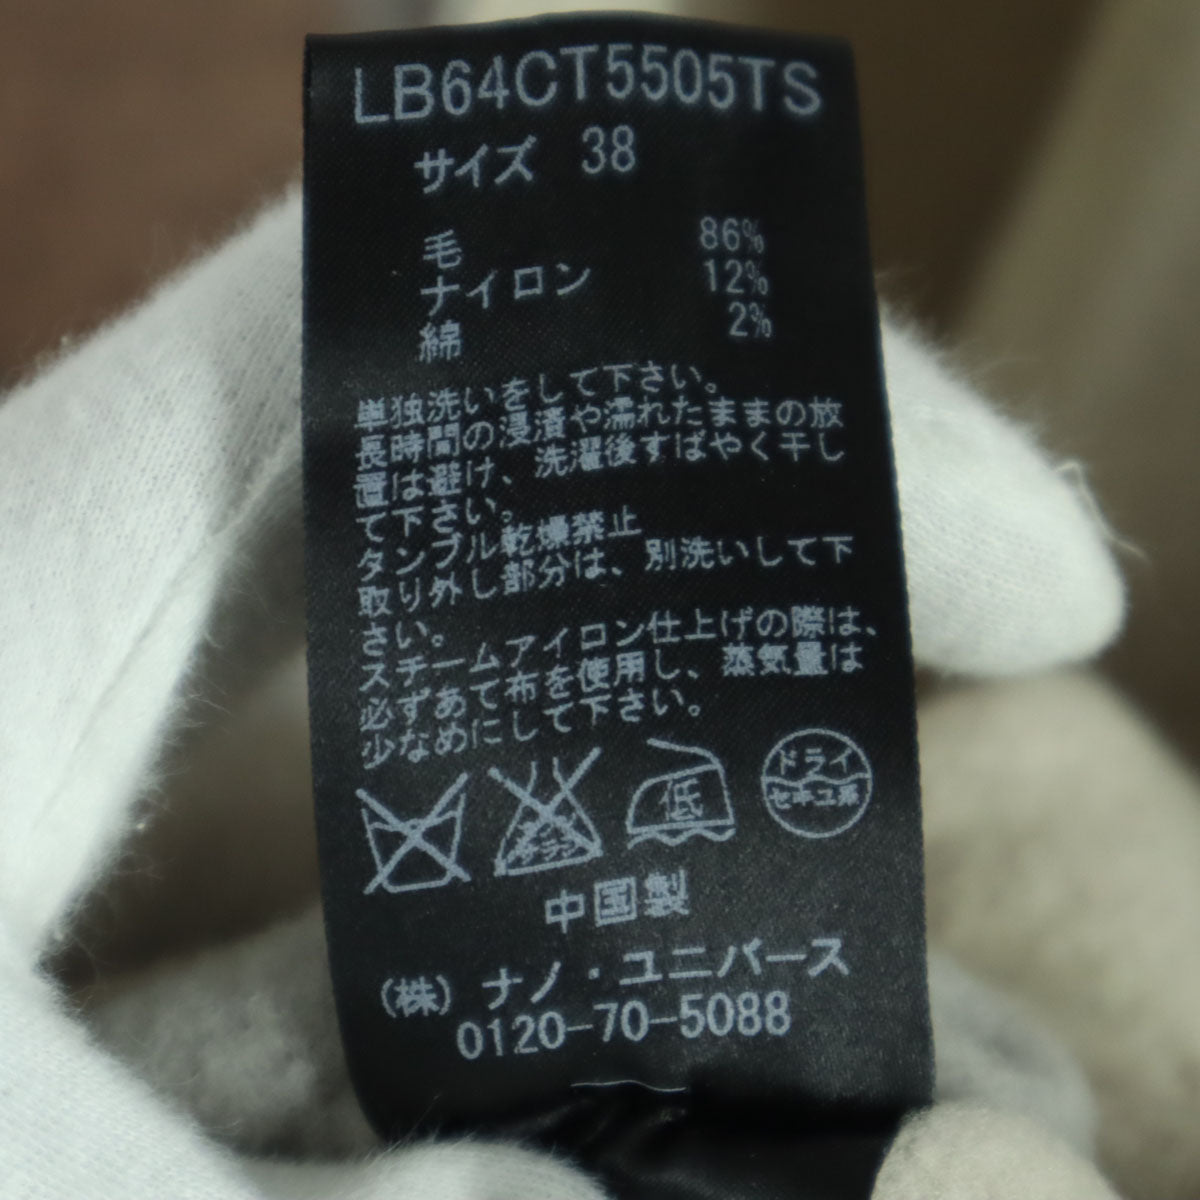 LB64CT5505TS
サイズ 38
毛 86%
ナイロン 12%
綿 2%
単独洗いをして下さい。
長時間の浸漬や濡れたままの放
置は避け、洗濯後すばやく干し
て下さい。
タンブル乾燥禁止
取り外し部分は、別洗いして下
さい。
スチームアイロン仕上げの際は、
必ずあて布を使用し、蒸気量は
少なめにして下さい。
エンソ
サラシ
低
ドライ
セキユ系
中国製
(株) ナノ・ユニバース
0120-70-5088